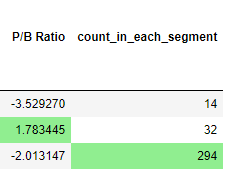 P/B Ratio count_in_each_segment
-3.529270 14
1.783445 32
-2.013147 294